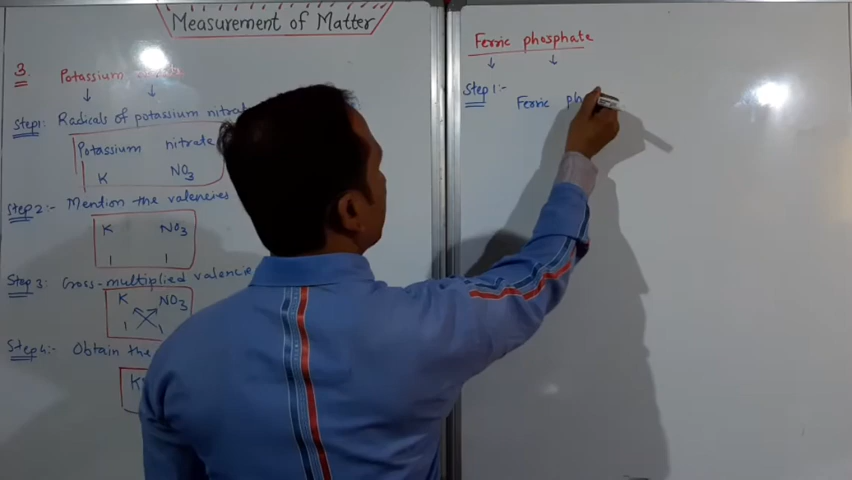 Measurement of Matter
3. Potassium nitrate
Step1: Radicals of potassium nitrate
Potassium nitrate
K NO3
Step2:- Mention the valencies
K NO3
1 1
Step 3: Cross-multiplied valencie
K NO3
1 1
Step4:- Obtain the
K
Ferric phosphate
Step 1:-
Ferric ph